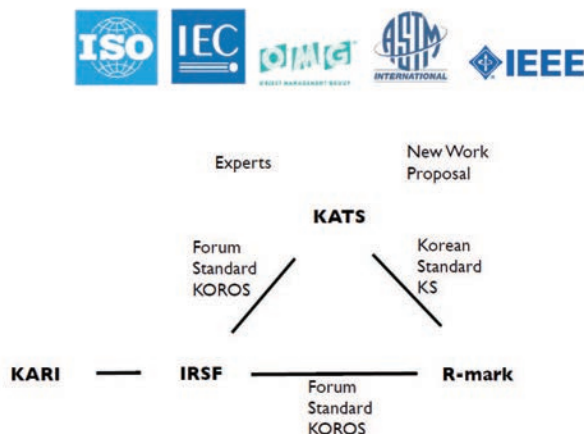 ISO
IEC
OMG
OBJECT MANAGEMENT GROUP
ASTM
INTERNATIONAL
IEEE
Experts
New Work
Proposal
KATS
Forum
Standard
KOROS
Korean
Standard
KS
KARI
IRSF
R-mark
Forum
Standard
KOROS